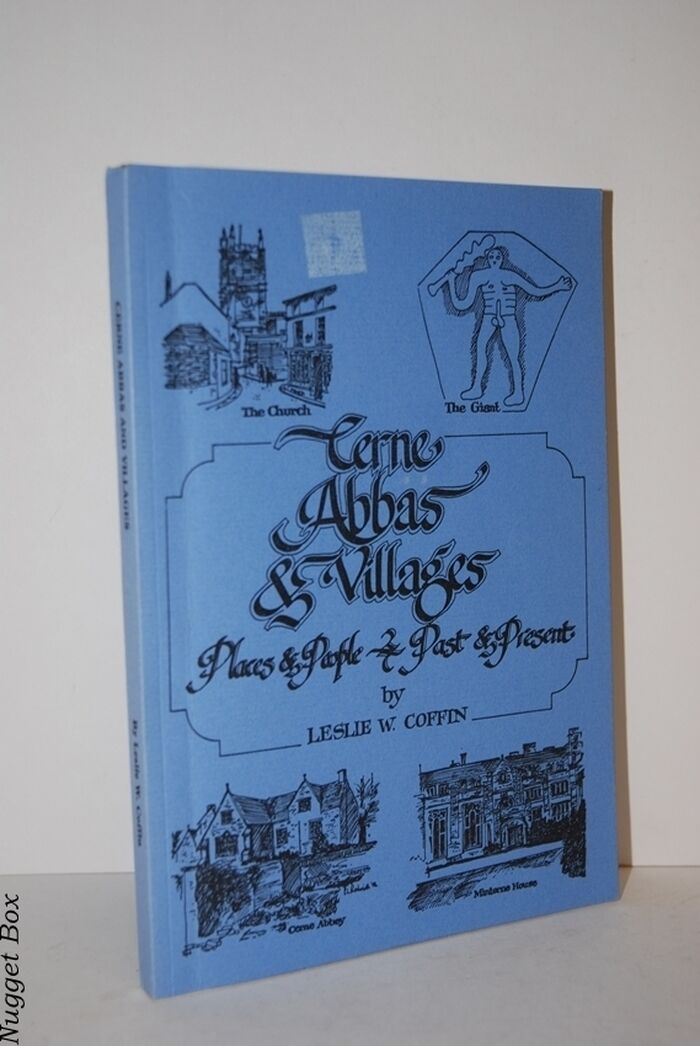 The Church
The Giant
Cerne
Abbas
& Villages
Places & People & Past & Present
by
LESLIE W. COFFIN
Cerne Abbey
Minterne House
CERNE ABBAS AND VILLAGES
By Leslie W. Coffin
Nugget Box